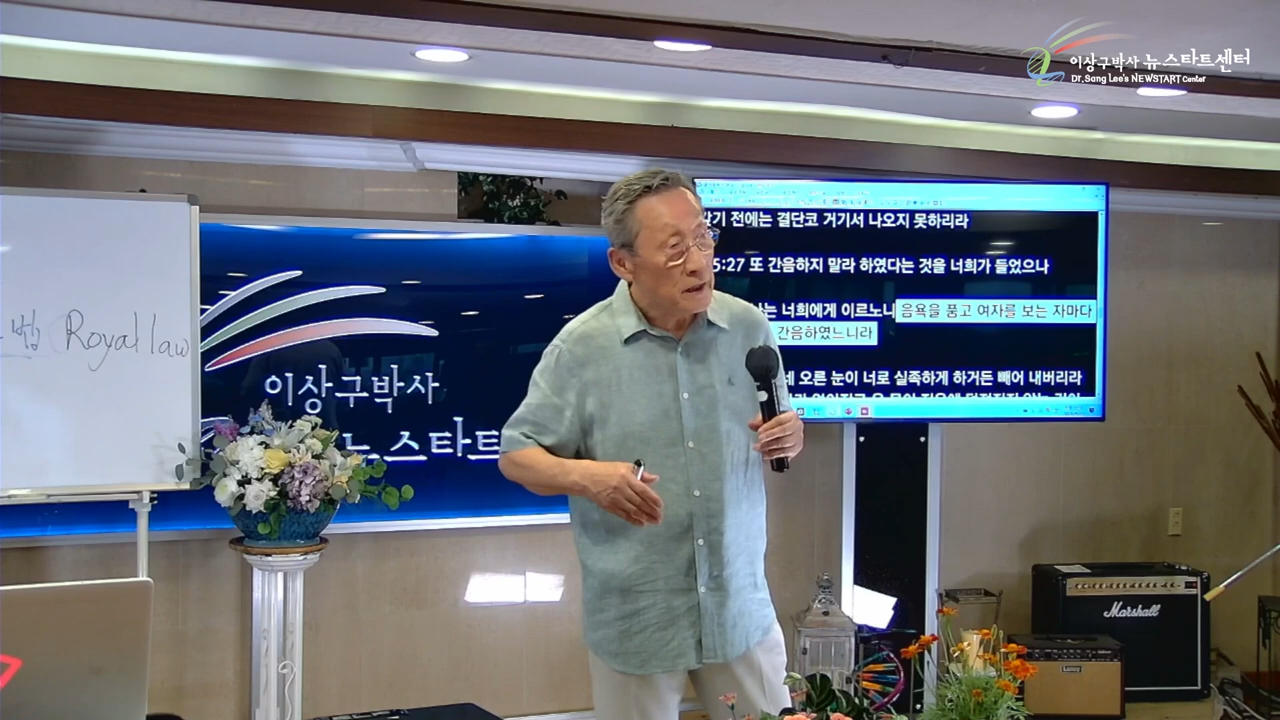 이상구박사 뉴스타트센터
Dr. Sang Lee's NEWSTART Center
기 전에는 결단코 거기서 나오지 못하리라
5:27 또 간음하지 말라 하였다는 것을 너희가 들었으나
는 너희에게 이르노니 음욕을 품고 여자를 보는 자마다
간음하였느니라
오른 눈이 너로 실족하게 하거든 빼어 내버리라
법 Royal law
이상구박사
뉴스타트
Marshall
Laney